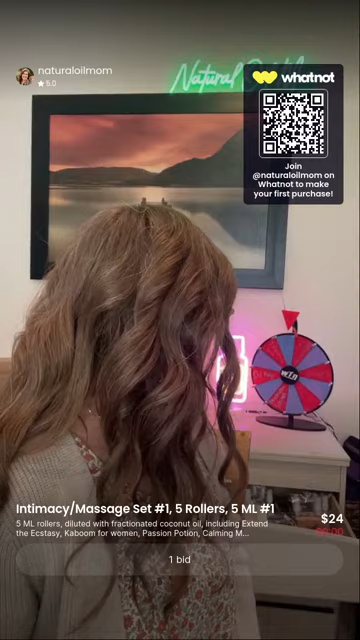 naturaloilmom
★ 5.0
Natural
whatnot
Join
@naturaloilmom on
Whatnot to make
your first purchase!
WIN
Intimacy/Massage Set #1, 5 Rollers, 5 ML #1
$24
5 ML rollers, diluted with fractionated coconut oil, including Extend
the Ecstasy, Kaboom for women, Passion Potion, Calming M...
1 bid